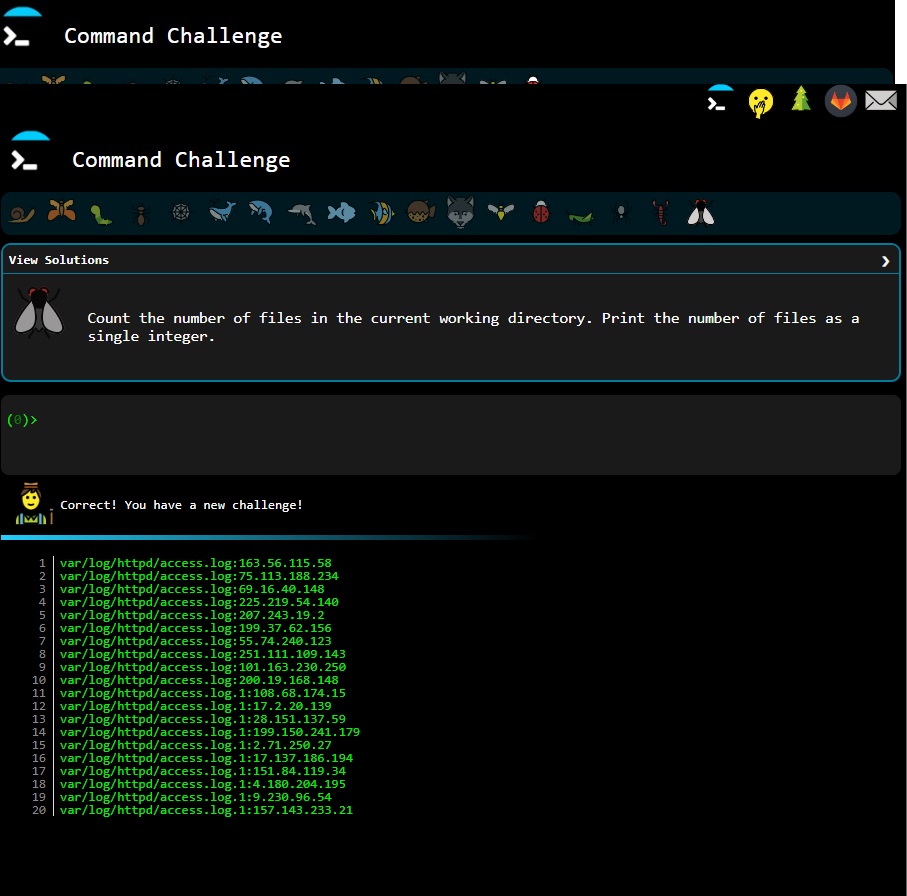 Command Challenge
Command Challenge
View Solutions
Count the number of files in the current working directory. Print the number of files as a
single integer.
(0)>
Correct! You have a new challenge!
1 var/log/httpd/access.log:163.56.115.58
2 var/log/httpd/access.log:75.113.188.234
3 var/log/httpd/access.log:69.16.40.148
4 var/log/httpd/access.log:225.219.54.140
5 var/log/httpd/access.log:207.243.19.2
6 var/log/httpd/access.log:199.37.62.156
7 var/log/httpd/access.log:55.74.240.123
8 var/log/httpd/access.log:251.111.109.143
9 var/log/httpd/access.log:101.163.230.250
10 var/log/httpd/access.log:200.19.168.148
11 var/log/httpd/access.log.1:108.68.174.15
12 var/log/httpd/access.log.1:17.2.20.139
13 var/log/httpd/access.log.1:28.151.137.59
14 var/log/httpd/access.log.1:199.150.241.179
15 var/log/httpd/access.log.1:2.71.250.27
16 var/log/httpd/access.log.1:17.137.186.194
17 var/log/httpd/access.log.1:151.84.119.34
18 var/log/httpd/access.log.1:4.180.204.195
19 var/log/httpd/access.log.1:9.230.96.54
20 var/log/httpd/access.log.1:157.143.233.21